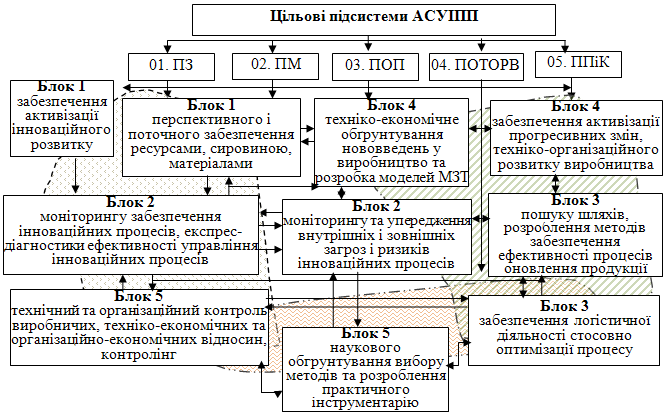 Цільові підсистеми АСУІПП
01. ПЗ
02. ПМ
03. ПОП
04. ПОТОРВ
05. ППіК
Блок 1
забезпечення
активізації
інноваційного
розвитку
Блок 1
перспективного і
поточного забезпечення
ресурсами, сировиною,
матеріалами
Блок 4
техніко-економічне
обгрунтування
нововведень у
виробництво та
розробка моделей МЗТ
Блок 4
забезпечення активізації
прогресивних змін,
техніко-організаційного
розвитку виробництва
Блок 2
моніторингу забезпечення
інноваційних процесів, експрес-
діагностики ефективності управління
інноваційних процесів
Блок 2
моніторингу та упередження
внутрішніх і зовнішніх
загроз і ризиків
інноваційних процесів
Блок 3
пошуку шляхів,
розроблення методів
забезпечення
ефективності процесів
оновлення продукції
Блок 5
технічний та організаційний контроль
виробничих, техніко-економічних та
організаційно-економічних відносин,
контролінг
Блок 5
наукового
обгрунтування вибору
методів та розроблення
практичного
інструментарію
Блок 3
забезпечення логістичної
діяльності стосовно
оптимізації процесу